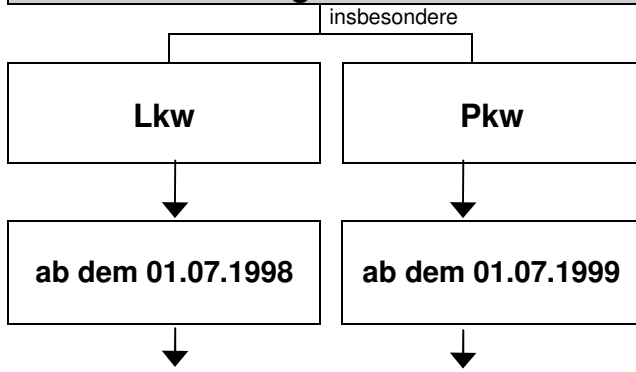 insbesondere
Lkw
Pkw
ab dem 01.07.1998
ab dem 01.07.1999